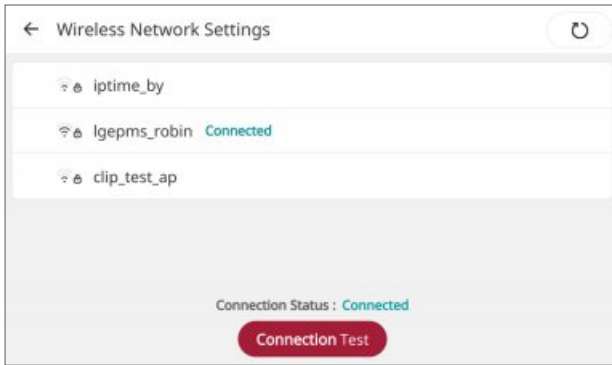 Wireless Network Settings
iptime_by
lgepms_robin Connected
clip_test_ap
Connection Status : Connected
Connection Test